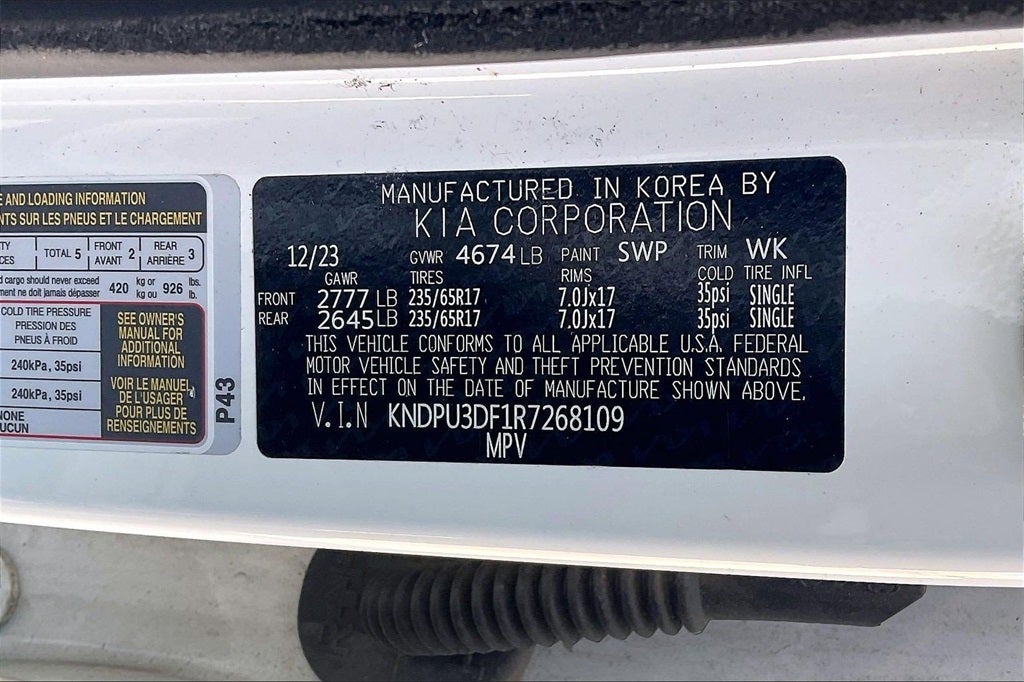 E AND LOADING INFORMATION
NTS SUR LES PNEUS ET LE CHARGEMENT
TY TOTAL 5 FRONT 2 REAR 3
CES AVANT ARRIÈRE
d cargo should never exceed 420 kg or 926 lbs.
ment ne doit jamais dépasser kg ou lb.
COLD TIRE PRESSURE
PRESSION DES
PNEUS À FROID
240kPa, 35psi
240kPa, 35psi
NONE
UCUN
SEE OWNER'S
MANUAL FOR
ADDITIONAL
INFORMATION
VOIR LE MANUEL
DE L'USAGER
POUR PLUS DE
RENSEIGNEMENTS
P43
MANUFACTURED IN KOREA BY
KIA CORPORATION
12/23 GVWR 4674 LB PAINT SWP TRIM WK
GAWR TIRES RIMS COLD TIRE INFL
FRONT 2777 LB 235/65R17 7.0Jx17 35psi SINGLE
REAR 2645 LB 235/65R17 7.0Jx17 35psi SINGLE
THIS VEHICLE CONFORMS TO ALL APPLICABLE U.S.A. FEDERAL
MOTOR VEHICLE SAFETY AND THEFT PREVENTION STANDARDS
IN EFFECT ON THE DATE OF MANUFACTURE SHOWN ABOVE.
V.I.N KNDPU3DF1R7268109
MPV